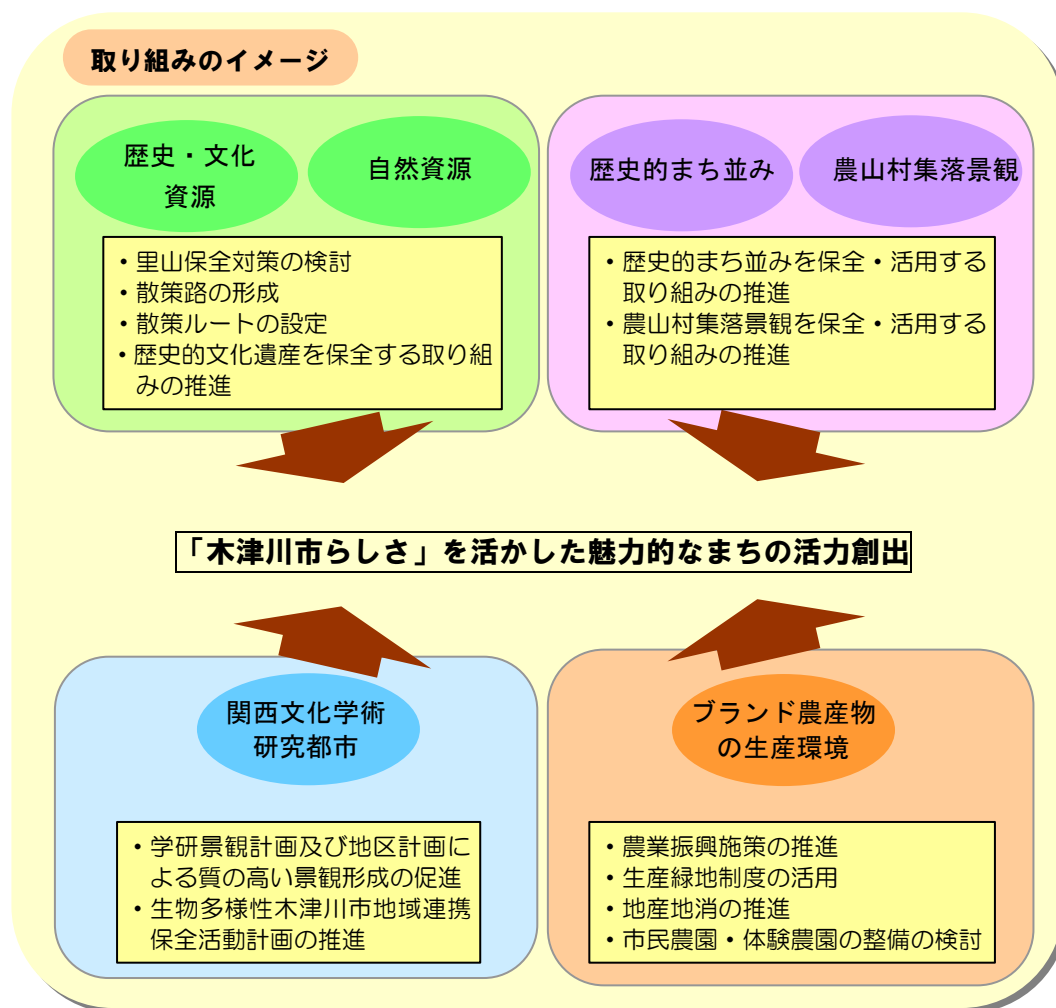 取り組みのイメージ
歴史・文化
資源
自然資源
・里山保全対策の検討
・散策路の形成
・散策ルートの設定
・歴史的文化遺産を保全する取り組
みの推進
歴史的まち並み
農山村集落景観
・歴史的まち並みを保全・活用する
取り組みの推進
・農山村集落景観を保全・活用する
取り組みの推進
「木津川市らしさ」を活かした魅力的なまちの活力創出
関西文化学術
研究都市
・学研景観計画及び地区計画に
よる質の高い景観形成の促進
・生物多様性木津川市地域連携
保全活動計画の推進
ブランド農産物
の生産環境
・農業振興施策の推進
・生産緑地制度の活用
・地産地消の推進
・市民農園・体験農園の整備の検討